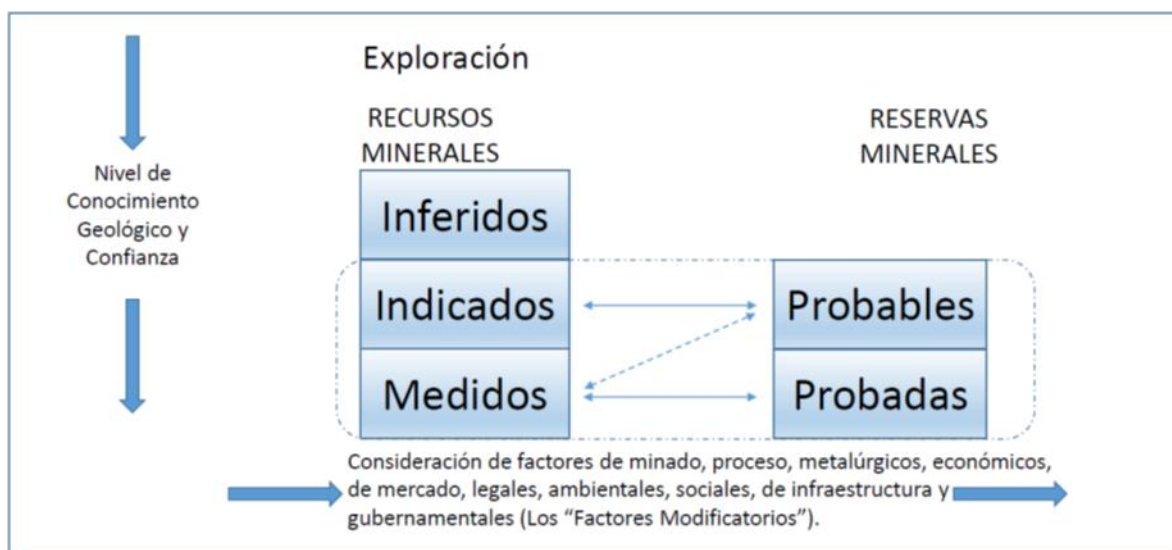 Exploración
RECURSOS
MINERALES
RESERVAS
MINERALES
Nivel de
Conocimiento
Geológico y
Confianza
Inferidos
Indicados
Probables
Medidos
Probadas
Consideración de factores de minado, proceso, metalúrgicos, económicos,
de mercado, legales, ambientales, sociales, de infraestructura y
gubernamentales (Los “Factores Modificatorios”).